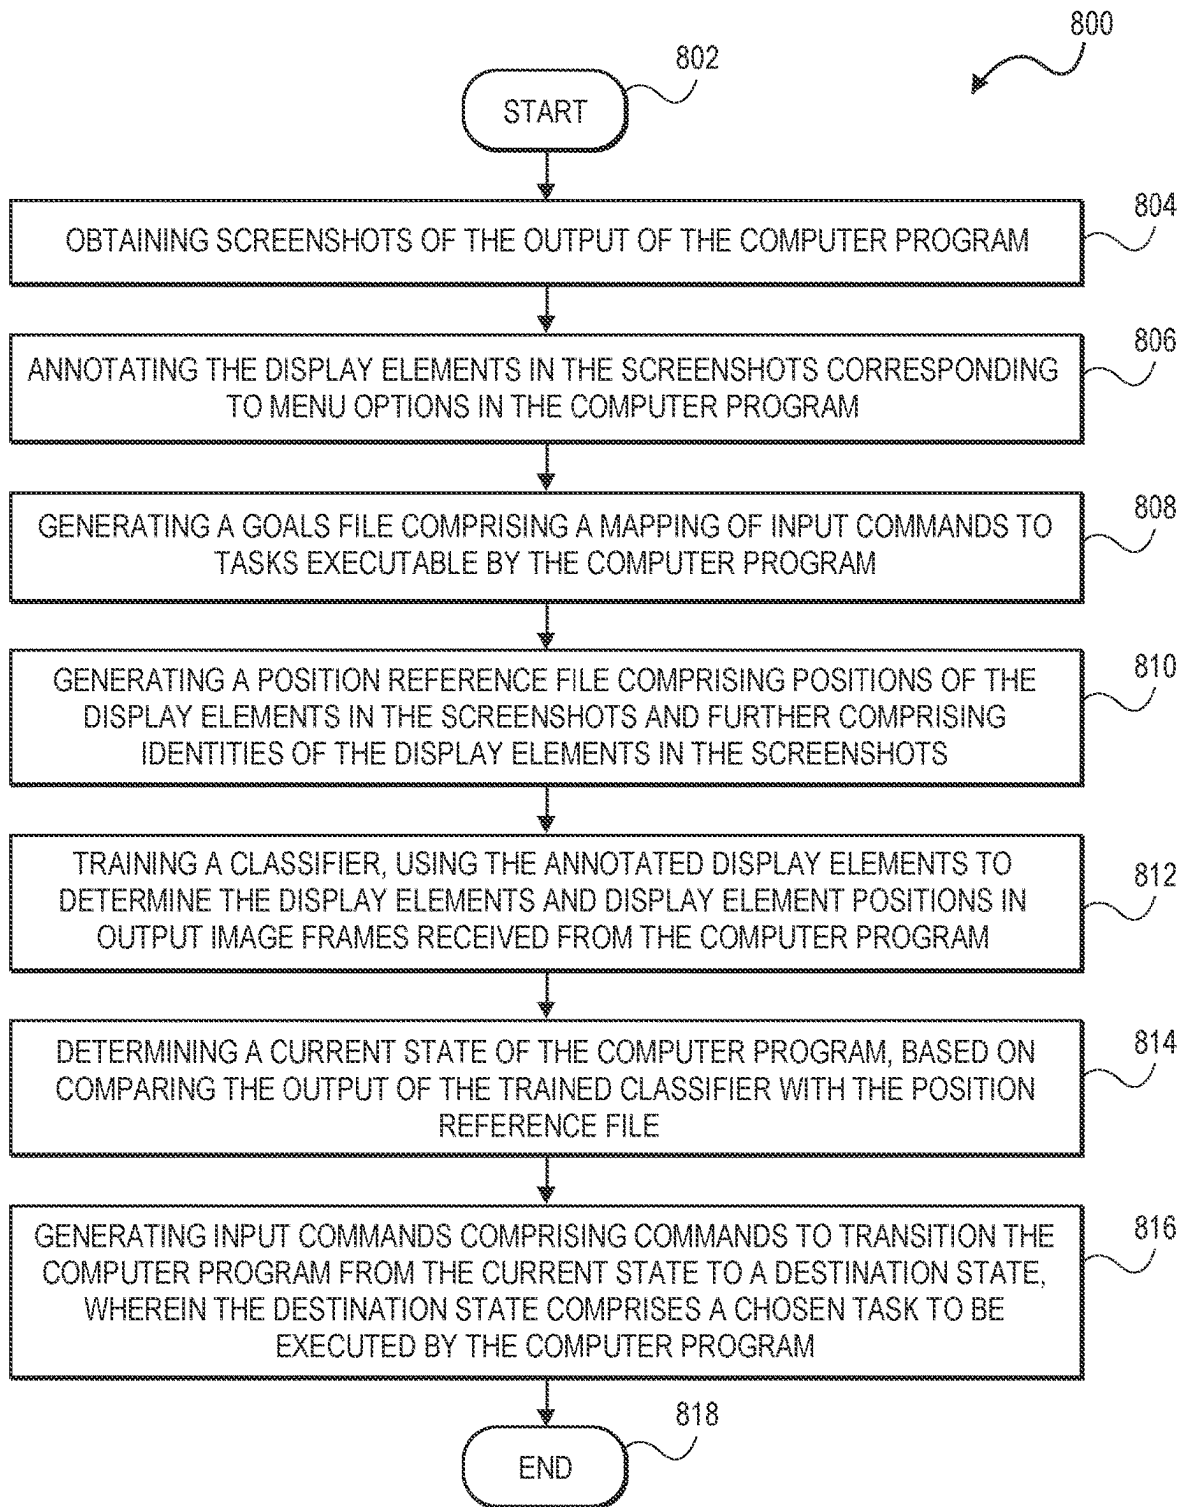 800
802
START
804
OBTAINING SCREENSHOTS OF THE OUTPUT OF THE COMPUTER PROGRAM
806
ANNOTATING THE DISPLAY ELEMENTS IN THE SCREENSHOTS CORRESPONDING
TO MENU OPTIONS IN THE COMPUTER PROGRAM
808
GENERATING A GOALS FILE COMPRISING A MAPPING OF INPUT COMMANDS TO
TASKS EXECUTABLE BY THE COMPUTER PROGRAM
810
GENERATING A POSITION REFERENCE FILE COMPRISING POSITIONS OF THE
DISPLAY ELEMENTS IN THE SCREENSHOTS AND FURTHER COMPRISING
IDENTITIES OF THE DISPLAY ELEMENTS IN THE SCREENSHOTS
812
TRAINING A CLASSIFIER, USING THE ANNOTATED DISPLAY ELEMENTS TO
DETERMINE THE DISPLAY ELEMENTS AND DISPLAY ELEMENT POSITIONS IN
OUTPUT IMAGE FRAMES RECEIVED FROM THE COMPUTER PROGRAM
814
DETERMINING A CURRENT STATE OF THE COMPUTER PROGRAM, BASED ON
COMPARING THE OUTPUT OF THE TRAINED CLASSIFIER WITH THE POSITION
REFERENCE FILE
816
GENERATING INPUT COMMANDS COMPRISING COMMANDS TO TRANSITION THE
COMPUTER PROGRAM FROM THE CURRENT STATE TO A DESTINATION STATE,
WHEREIN THE DESTINATION STATE COMPRISES A CHOSEN TASK TO BE
EXECUTED BY THE COMPUTER PROGRAM
818
END